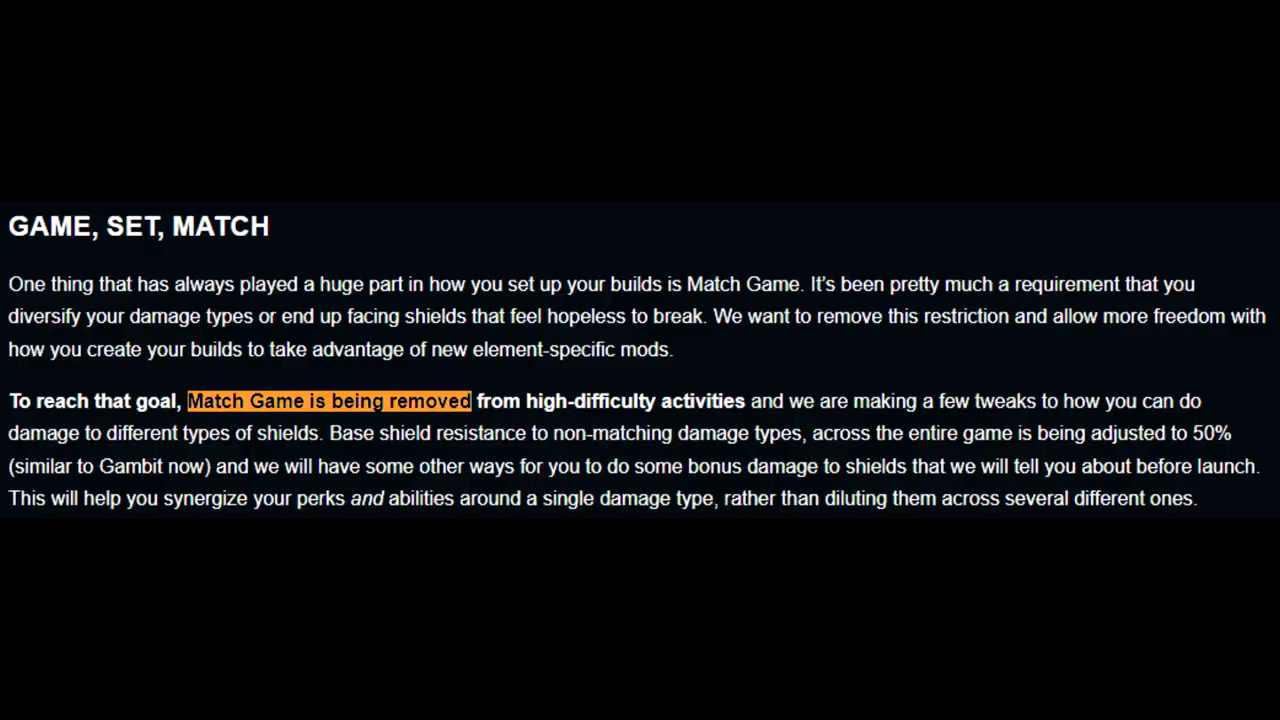 GAME, SET, MATCH
One thing that has always played a huge part in how you set up your builds is Match Game. It’s been pretty much a requirement that you
diversify your damage types or end up facing shields that feel hopeless to break. We want to remove this restriction and allow more freedom with
how you create your builds to take advantage of new element-specific mods.
To reach that goal, Match Game is being removed from high-difficulty activities and we are making a few tweaks to how you can do
damage to different types of shields. Base shield resistance to non-matching damage types, across the entire game is being adjusted to 50%
(similar to Gambit now) and we will have some other ways for you to do some bonus damage to shields that we will tell you about before launch.
This will help you synergize your perks and abilities around a single damage type, rather than diluting them across several different ones.